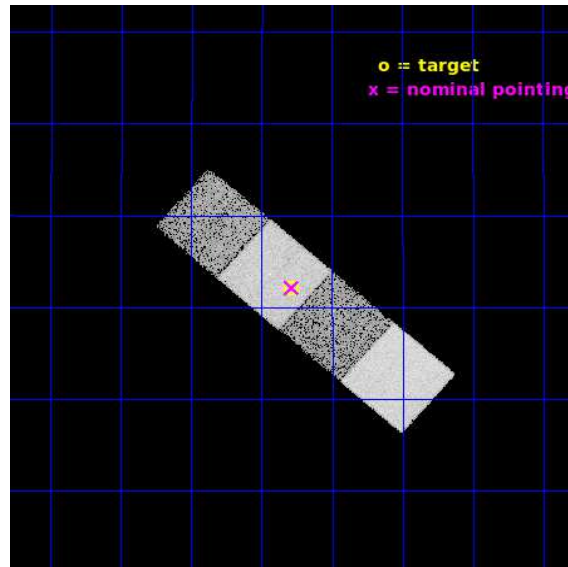 o = target
x = nominal pointing